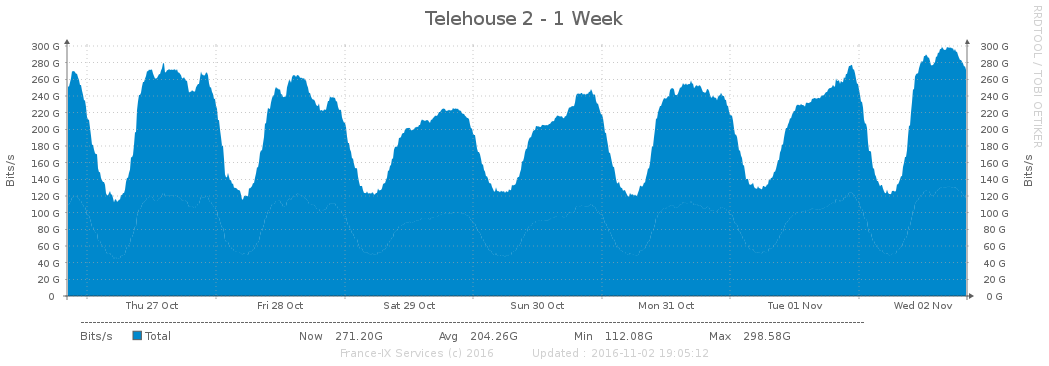 Telehouse 2 - 1 Week
RRDTOOL / TOBI OETIKER
Bits/s
300 G 300 G
280 G 280 G
260 G 260 G
240 G 240 G
220 G 220 G
200 G 200 G
180 G 180 G
160 G 160 G
140 G 140 G
120 G 120 G
100 G 100 G
80 G 80 G
60 G 60 G
40 G 40 G
20 G 20 G
0 0 G
Bits/s
Thu 27 Oct Fri 28 Oct Sat 29 Oct Sun 30 Oct Mon 31 Oct Tue 01 Nov Wed 02 Nov
Bits/s Total Now 271.20G Avg 204.26G Min 112.08G Max 298.58G
France-IX Services (c) 2016 Updated : 2016-11-02 19:05:12